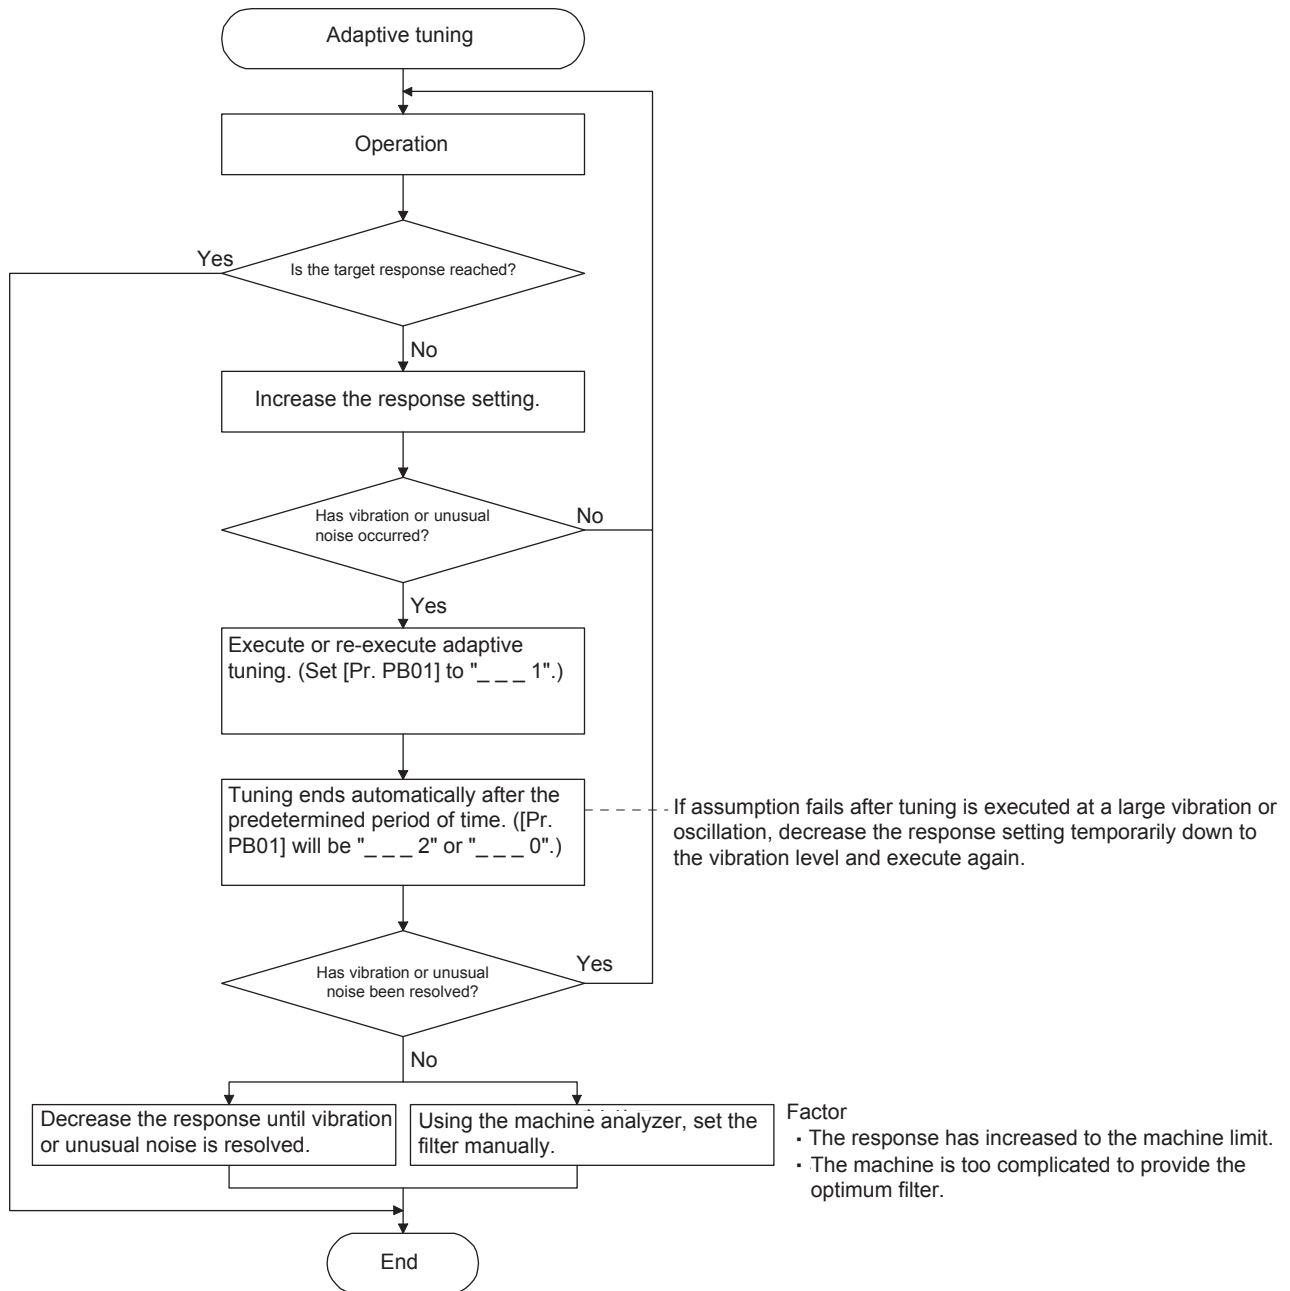 Adaptive tuning
Operation
Yes
Is the target response reached?
No
Increase the response setting.
Has vibration or unusual
noise occurred?
No
Yes
Execute or re-execute adaptive
tuning. (Set [Pr. PB01] to "_ _ _ 1".)
Tuning ends automatically after the
predetermined period of time. ([Pr.
PB01] will be "_ _ _ 2" or "_ _ _ 0".)
If assumption fails after tuning is executed at a large vibration or
oscillation, decrease the response setting temporarily down to
the vibration level and execute again.
Has vibration or unusual
noise been resolved?
Yes
No
Decrease the response until vibration
or unusual noise is resolved.
Using the machine analyzer, set the
filter manually.
Factor
・The response has increased to the machine limit.
・The machine is too complicated to provide the
optimum filter.
End